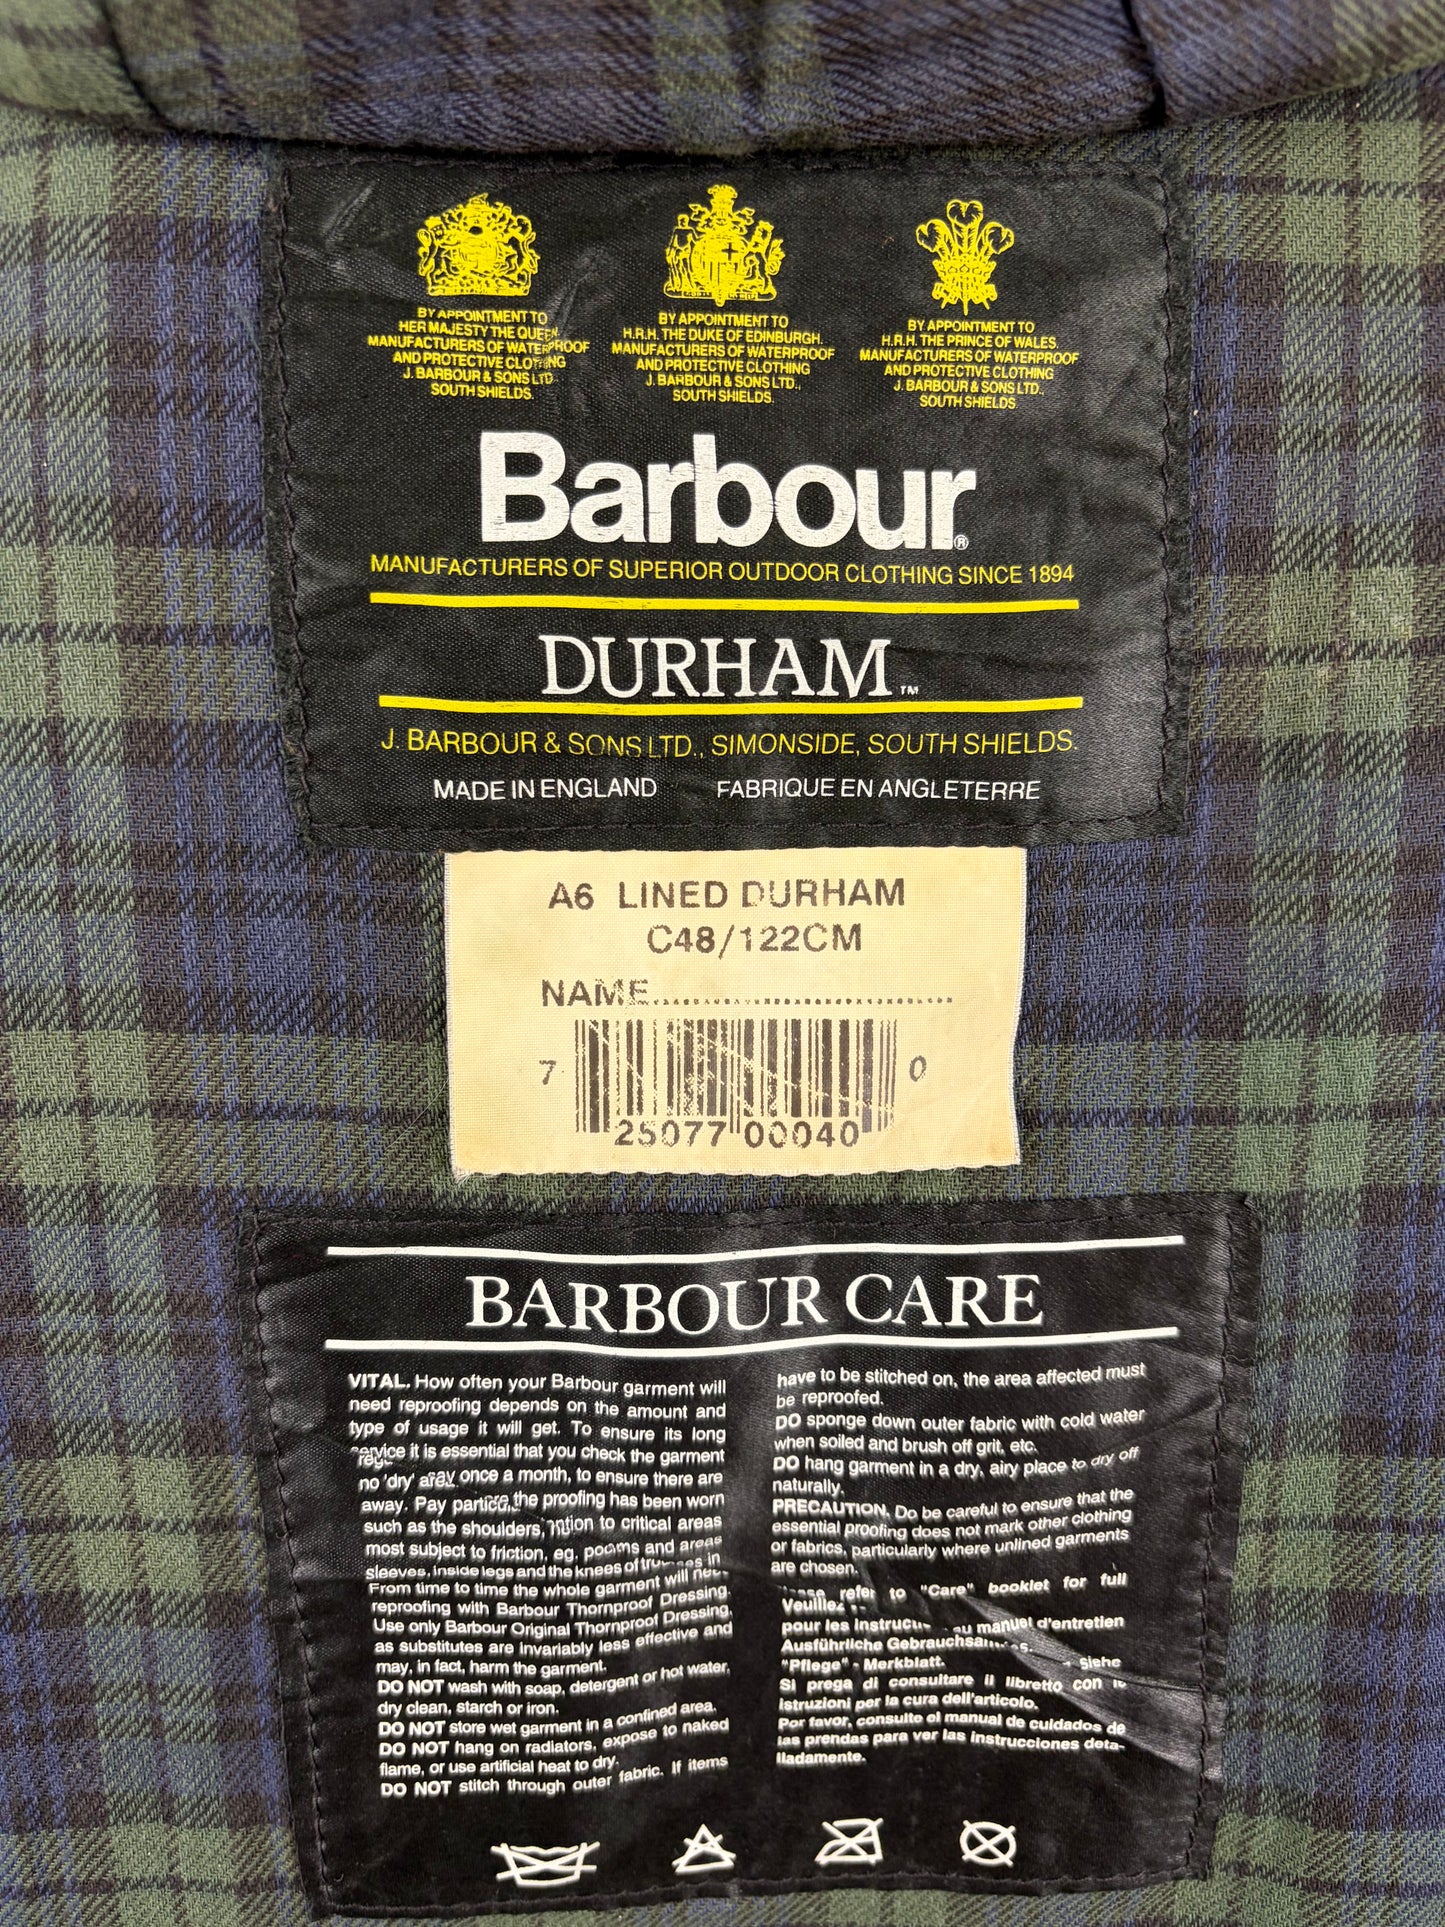 BY APPOINTMENT TO
HER MAJESTY THE QUEEN
MANUFACTURERS OF WATERPROOF
AND PROTECTIVE CLOTHING
J. BARBOUR & SONS LTD.
SOUTH SHIELDS.
BY APPOINTMENT TO
H.R.H. THE DUKE OF EDINBURGH.
MANUFACTURERS OF WATERPROOF
AND PROTECTIVE CLOTHING
J. BARBOUR & SONS LTD.,
SOUTH SHIELDS.
BY APPOINTMENT TO
H.R.H. THE PRINCE OF WALES.
MANUFACTURERS OF WATERPROOF
AND PROTECTIVE CLOTHING
J. BARBOUR & SONS LTD.,
SOUTH SHIELDS
Barbour®
MANUFACTURERS OF SUPERIOR OUTDOOR CLOTHING SINCE 1894
DURHAM™
J. BARBOUR & SONS LTD., SIMONSIDE, SOUTH SHIELDS.
MADE IN ENGLAND FABRIQUE EN ANGLETERRE
A6 LINED DURHAM
C48/122CM
NAME
7 25077 00040 0
BARBOUR CARE
VITAL. How often your Barbour garment will
need reproofing depends on the amount and
type of usage it will get. To ensure its long
service it is essential that you check the garment
once a month, to ensure there are
no 'dry' areas the proofing has been worn
away. Pay to critical areas
such as the shoulders, and areas
most subject to friction, eg,
sleeves, inside legs and the knees of in
From time to time the whole garment will need
reproofing with Barbour Thornproof Dressing.
Use only Barbour Original Thornproof Dressing,
as substitutes are invariably less effective and
may, in fact, harm the garment.
DO NOT wash with soap, detergent or hot water,
dry clean, starch or iron.
DO NOT store wet garment in a confined area.
DO NOT hang on radiators, expose to naked
flame, or use artificial heat to dry.
DO NOT stitch through outer fabric. If items
have to be stitched on, the area affected must
be reproofed.
DO sponge down outer fabric with cold water
when soiled and brush off grit, etc.
DO hang garment in a dry, airy place to dry off
naturally.
PRECAUTION. Do be careful to ensure that the
essential proofing does not mark other clothing
or fabrics, particularly where unlined garments
are chosen.
refer to "Care" booklet for full
Veuillez
pour les manuel d'entretien
Ausführliche
"Pflege" - Merkblatt. Siehe
Si prega di consultare il libretto con le
istruzioni per la cura dell'articolo.
Por favor, consulte el manual de cuidados de
las prendas para ver las instrucciones deta-
lladamente.